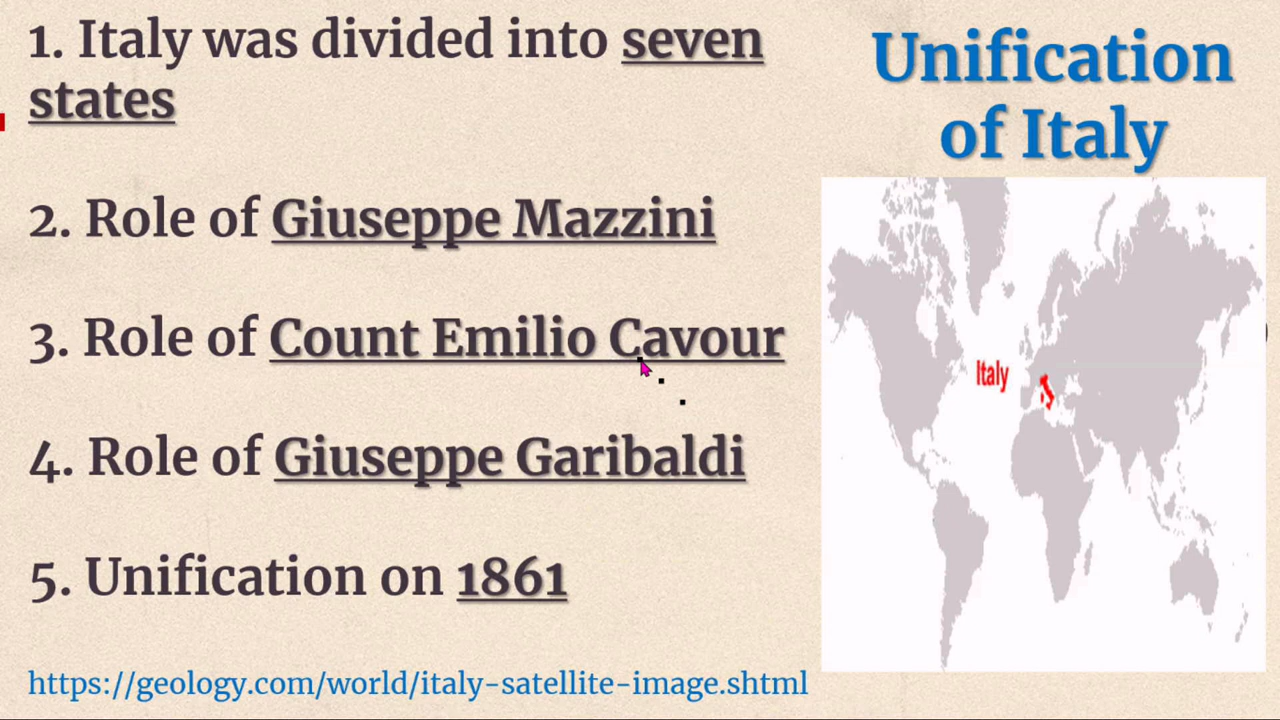 1. Italy was divided into seven
states
2. Role of Giuseppe Mazzini
3. Role of Count Emilio Cavour
4. Role of Giuseppe Garibaldi
5. Unification on 1861
https://geology.com/world/italy-satellite-image.shtml
Unification
of Italy
Italy